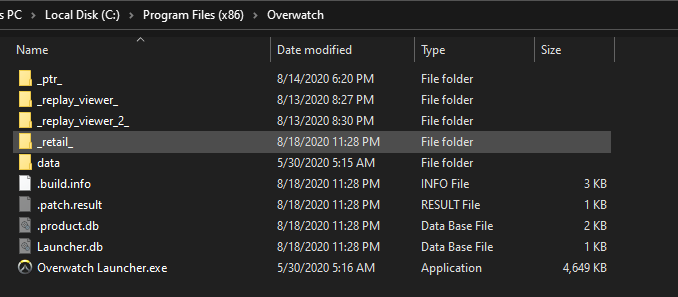 s PC > Local Disk (C:) > Program Files (x86) > Overwatch
Name Date modified Type Size
_ptr_ 8/14/2020 6:20 PM File folder
_replay_viewer_ 8/13/2020 8:27 PM File folder
_replay_viewer_2_ 8/13/2020 8:30 PM File folder
_retail_ 8/18/2020 11:28 PM File folder
data 5/30/2020 5:15 AM File folder
.build.info 8/18/2020 11:28 PM INFO File 3 KB
.patch.result 8/18/2020 11:28 PM RESULT File 1 KB
.product.db 8/18/2020 11:28 PM Data Base File 2 KB
Launcher.db 8/18/2020 11:28 PM Data Base File 1 KB
Overwatch Launcher.exe 5/30/2020 5:16 AM Application 4,649 KB